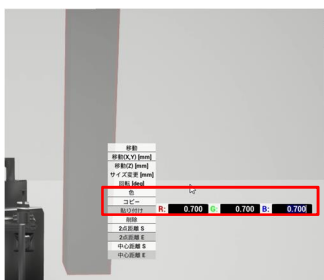 移動
移動(X,Y) [mm]
移動(Z) [mm]
サイズ変更 [mm]
回転 [deg]
色
コピー
貼り付け R: 0.700 G: 0.700 B: 0.700
削除
2点距離 S
2点距離 E
中心距離 S
中心距離 E